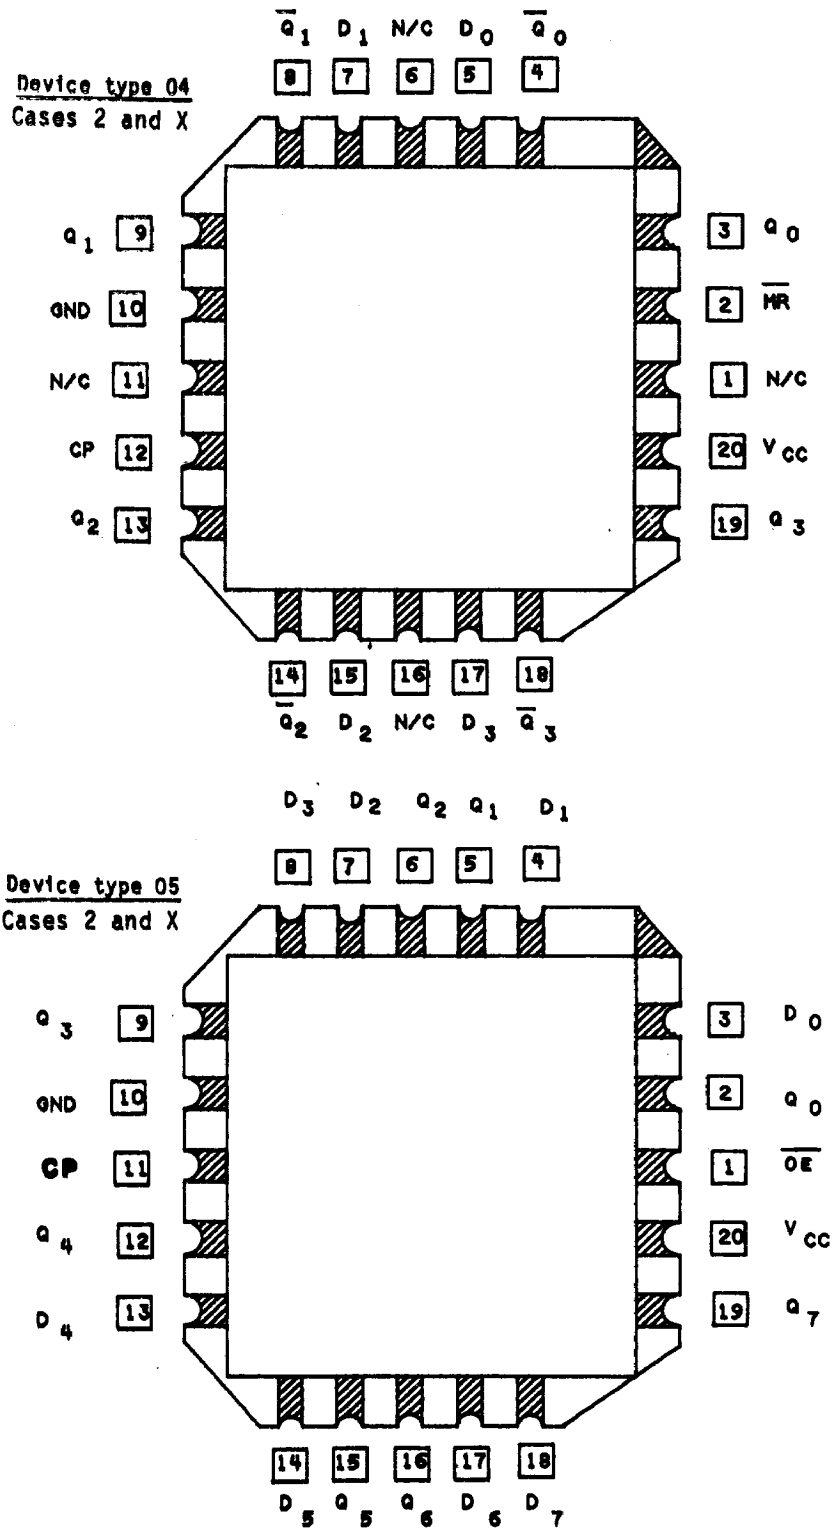 Q̅1 D1 N/C D0 Q̅0
8 7 6 5 4
Device type 04
Cases 2 and X
Q1 9
3 Q0
GND 10
2 M̅R̅
N/C 11
1 N/C
CP 12
20 VCC
Q2 13
19 Q3
14 15 16 17 18
Q̅2 D2 N/C D3 Q̅3
D3 D2 Q2 Q1 D1
8 7 6 5 4
Device type 05
Cases 2 and X
Q3 9
3 D0
GND 10
2 Q0
CP 11
1 O̅E̅
Q4 12
20 VCC
D4 13
19 Q7
14 15 16 17 18
D5 Q5 Q6 D6 D7